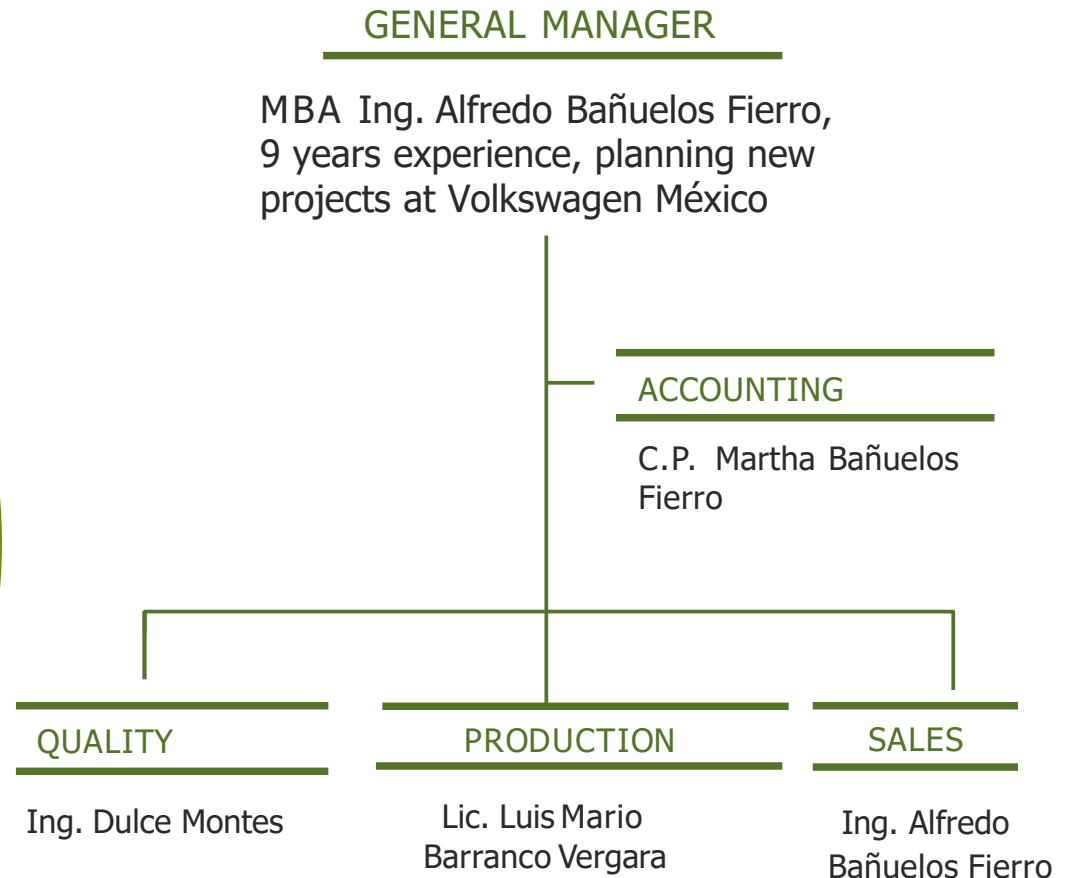 GENERAL MANAGER
MBA Ing. Alfredo Bañuelos Fierro,
9 years experience, planning new
projects at Volkswagen México
ACCOUNTING
C.P. Martha Bañuelos
Fierro
QUALITY
Ing. Dulce Montes
PRODUCTION
Lic. Luis Mario
Barranco Vergara
SALES
Ing. Alfredo
Bañuelos Fierro